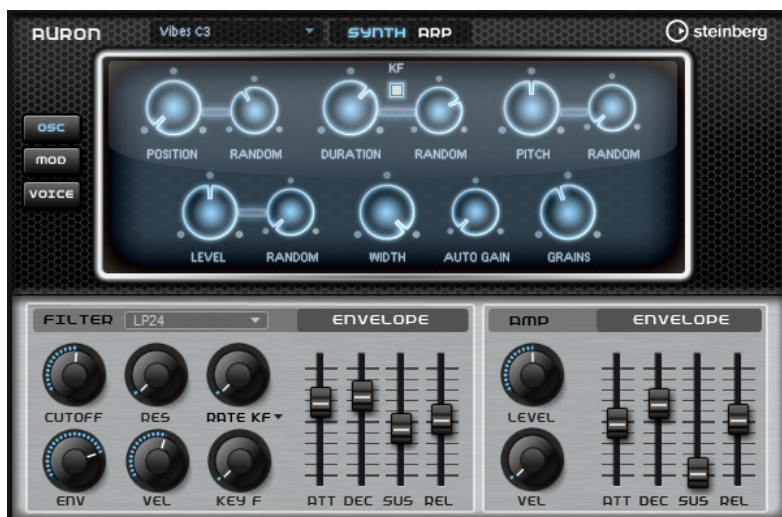 AURON Vibes C3 SYNTH ARP steinberg
KF
OSC
MOD
VOICE
POSITION RANDOM DURATION RANDOM PITCH RANDOM
LEVEL RANDOM WIDTH AUTO GAIN GRAINS
FILTER LP24 ENVELOPE AMP ENVELOPE
CUTOFF RES RATE KF LEVEL
ENV VEL KEY F ATT DEC SUS REL VEL ATT DEC SUS REL